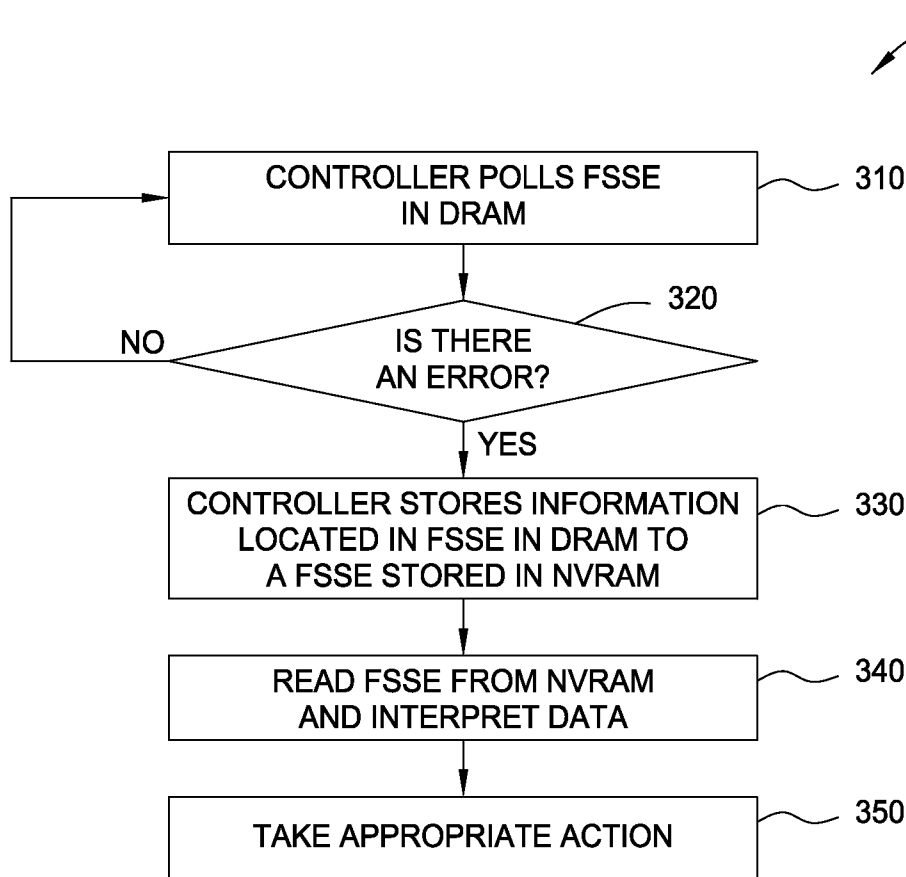 CONTROLLER POLLS FSSE
IN DRAM
310
320
IS THERE
AN ERROR?
NO
YES
CONTROLLER STORES INFORMATION
LOCATED IN FSSE IN DRAM TO
A FSSE STORED IN NVRAM
330
READ FSSE FROM NVRAM
AND INTERPRET DATA
340
TAKE APPROPRIATE ACTION
350